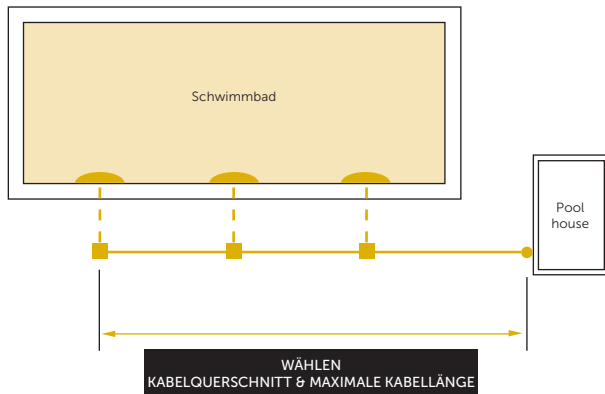 Schwimmbad
Pool
house
WÄHLEN
KABELQUERSCHNITT & MAXIMALE KABELLÄNGE